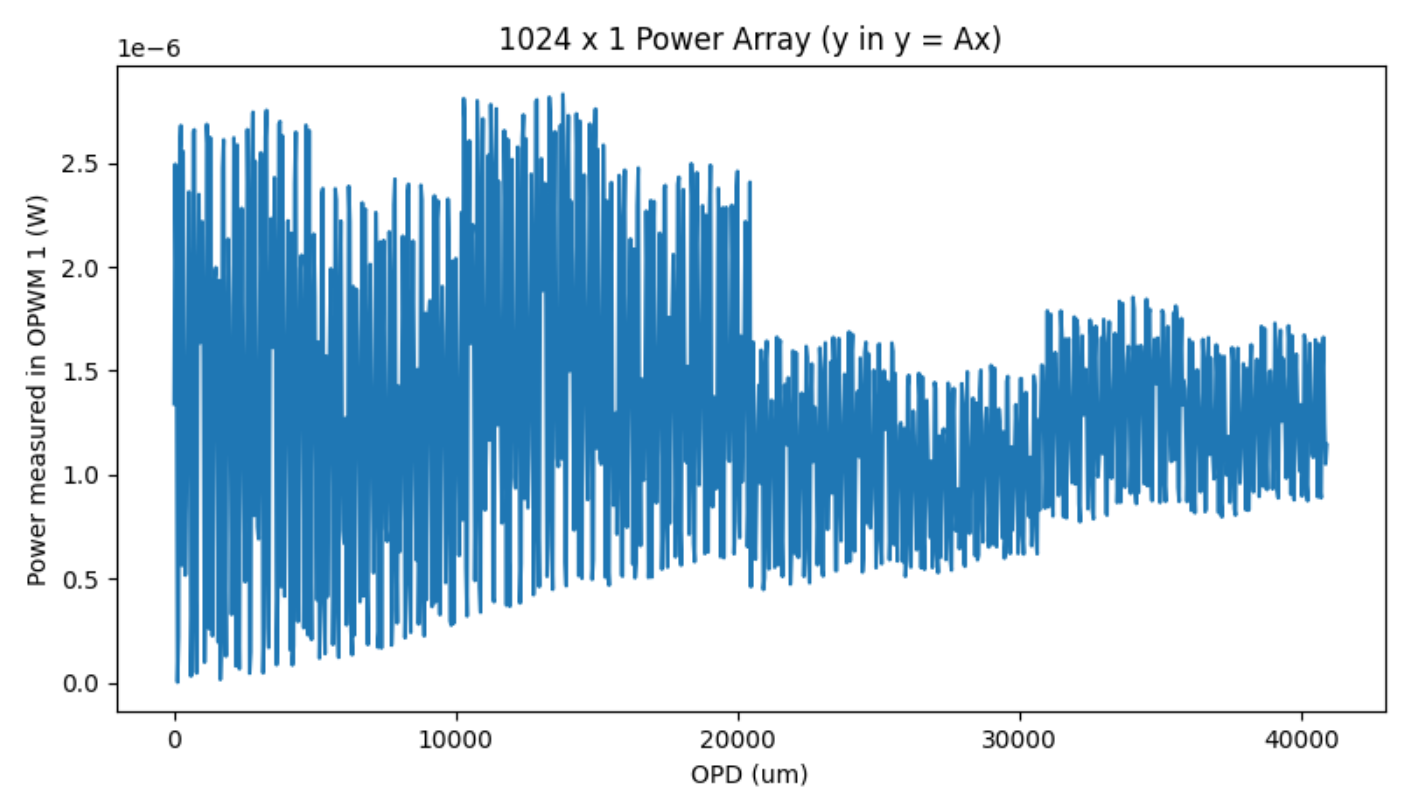 1024 x 1 Power Array (y in y = Ax)
1e−6
Power measured in OPWM 1 (W)
2.5
2.0
1.5
1.0
0.5
0.0
0 10000 20000 30000 40000
OPD (um)